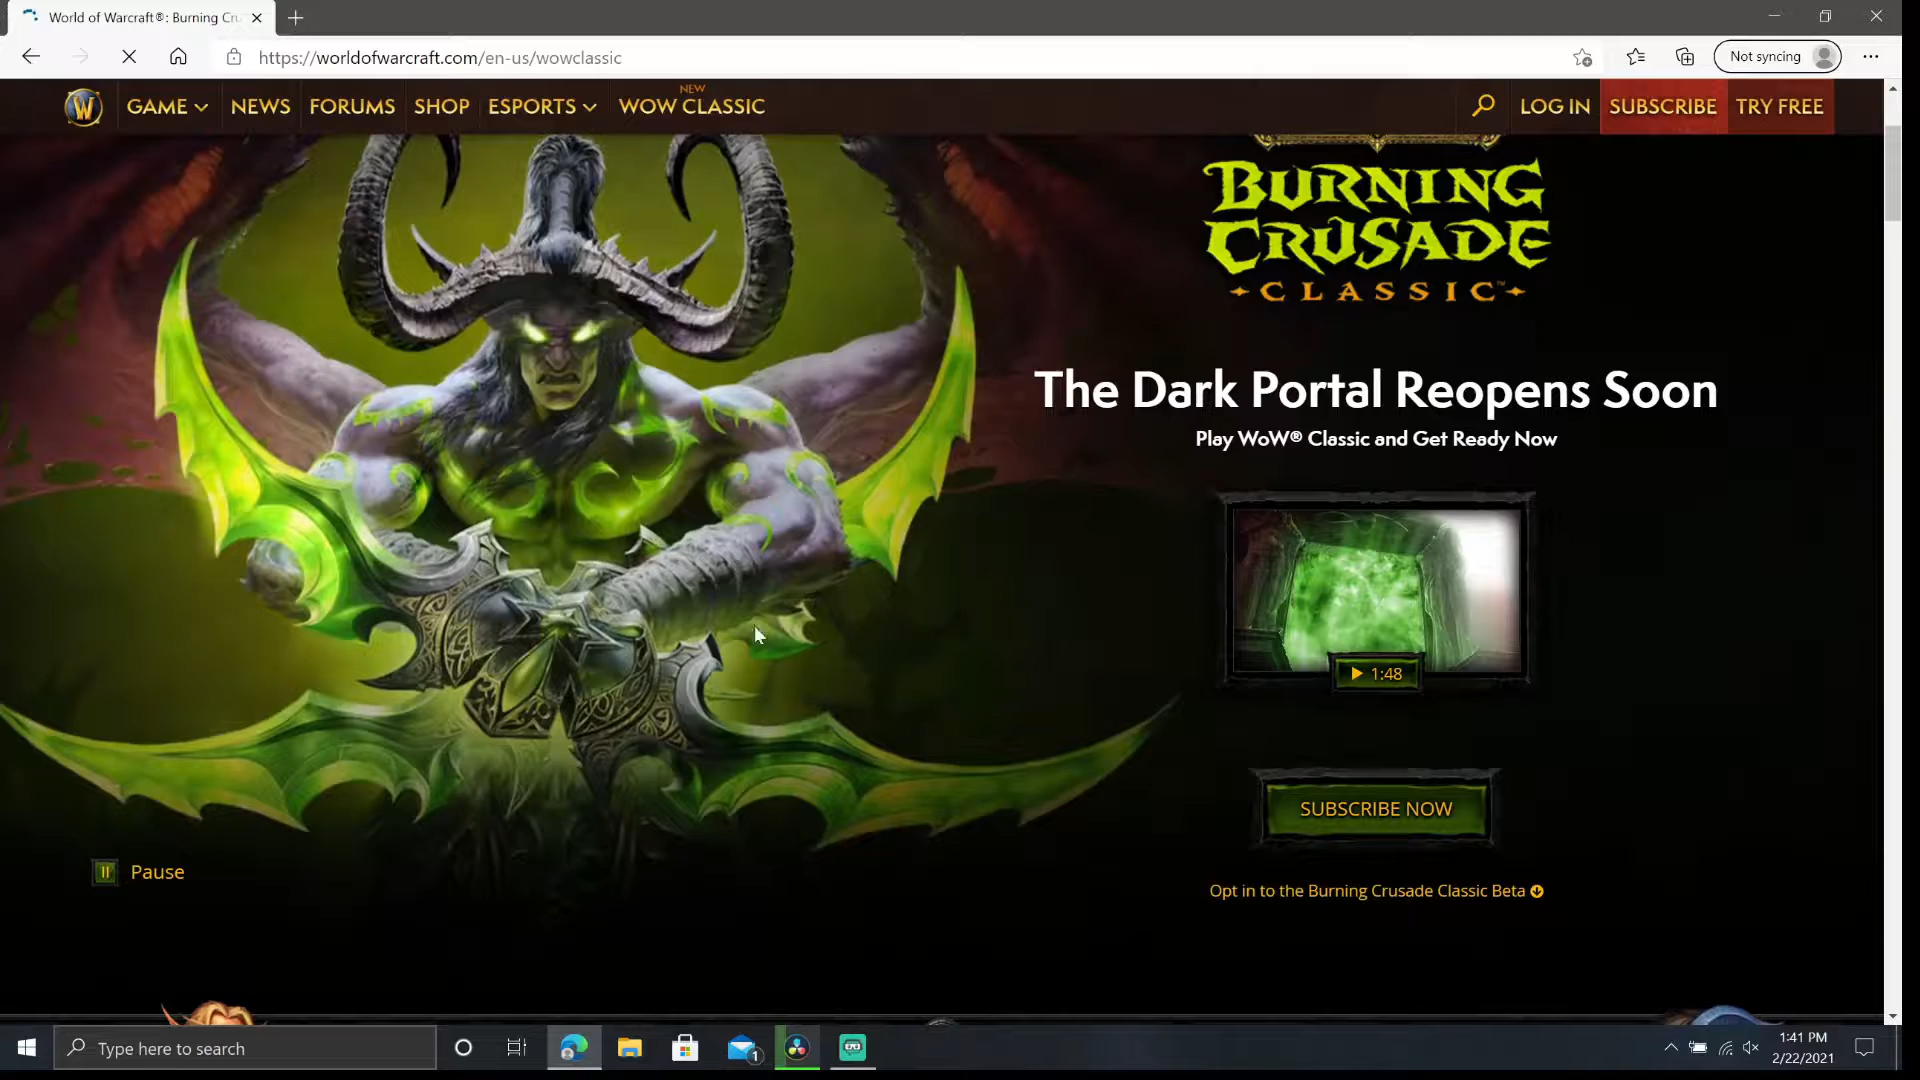 World of Warcraft®: Burning Cru
Not syncing
https://worldofwarcraft.com/en-us/wowclassic
W
GAME
NEWS
FORUMS
SHOP
ESPORTS
NEW
WOW CLASSIC
LOG IN
SUBSCRIBE
TRY FREE
BURNING
CRUSADE
CLASSIC™
The Dark Portal Reopens Soon
Play WoW® Classic and Get Ready Now
1:48
SUBSCRIBE NOW
Pause
Opt in to the Burning Crusade Classic Beta
Type here to search
1
1:41 PM
2/22/2021